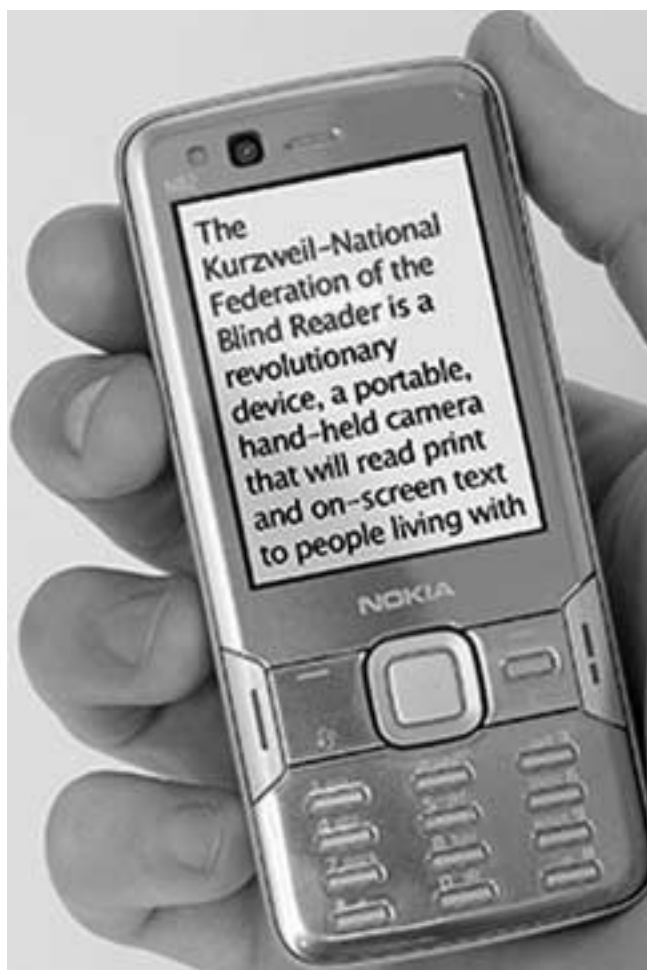 The
Kurzweil-National
Federation of the
Blind Reader is a
revolutionary
device, a portable,
hand-held camera
that will read print
and on-screen text
to people living with
NOKIA